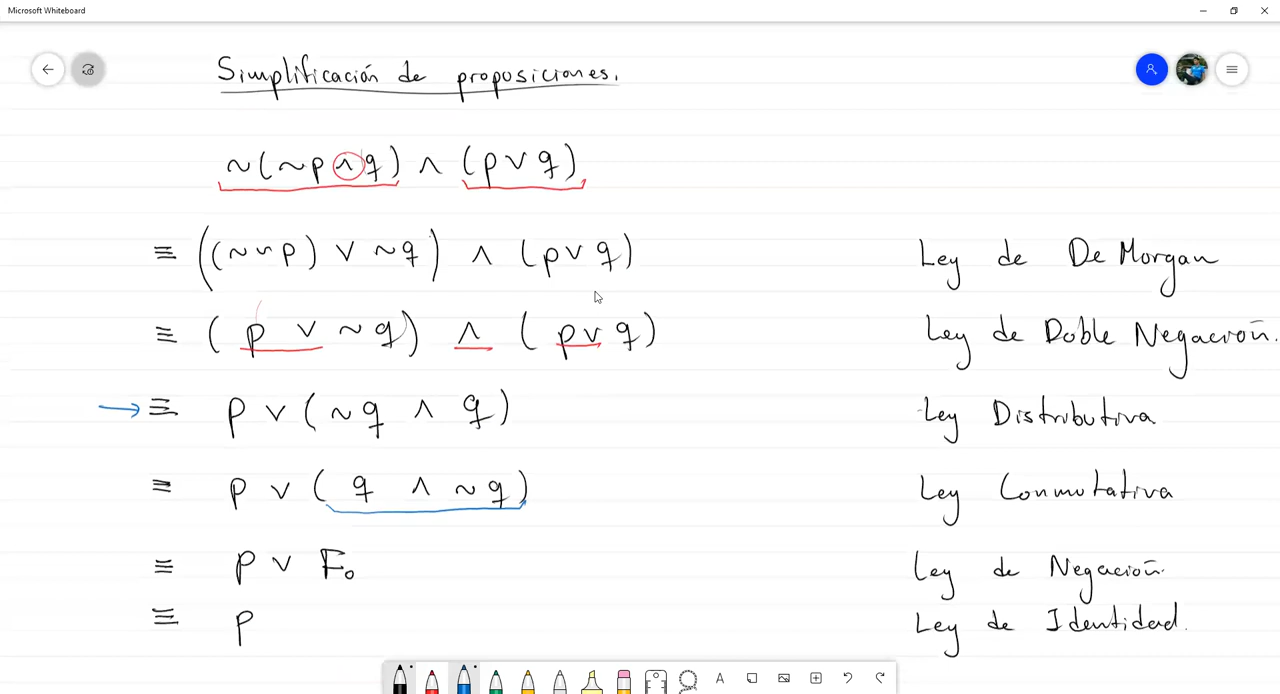 Microsoft Whiteboard
Simplificación de proposiciones.
~(~p ∧ q) ∧ (p ∨ q)
≡ ((~~p) ∨ ~q) ∧ (p ∨ q) Ley de De Morgan
≡ (p ∨ ~q) ∧ (p ∨ q) Ley de Doble Negación.
→ ≡ p ∨ (~q ∧ q) Ley Distributiva
≡ p ∨ (q ∧ ~q) Ley Conmutativa
≡ p ∨ F₀ Ley de Negación.
≡ p Ley de Identidad.
A